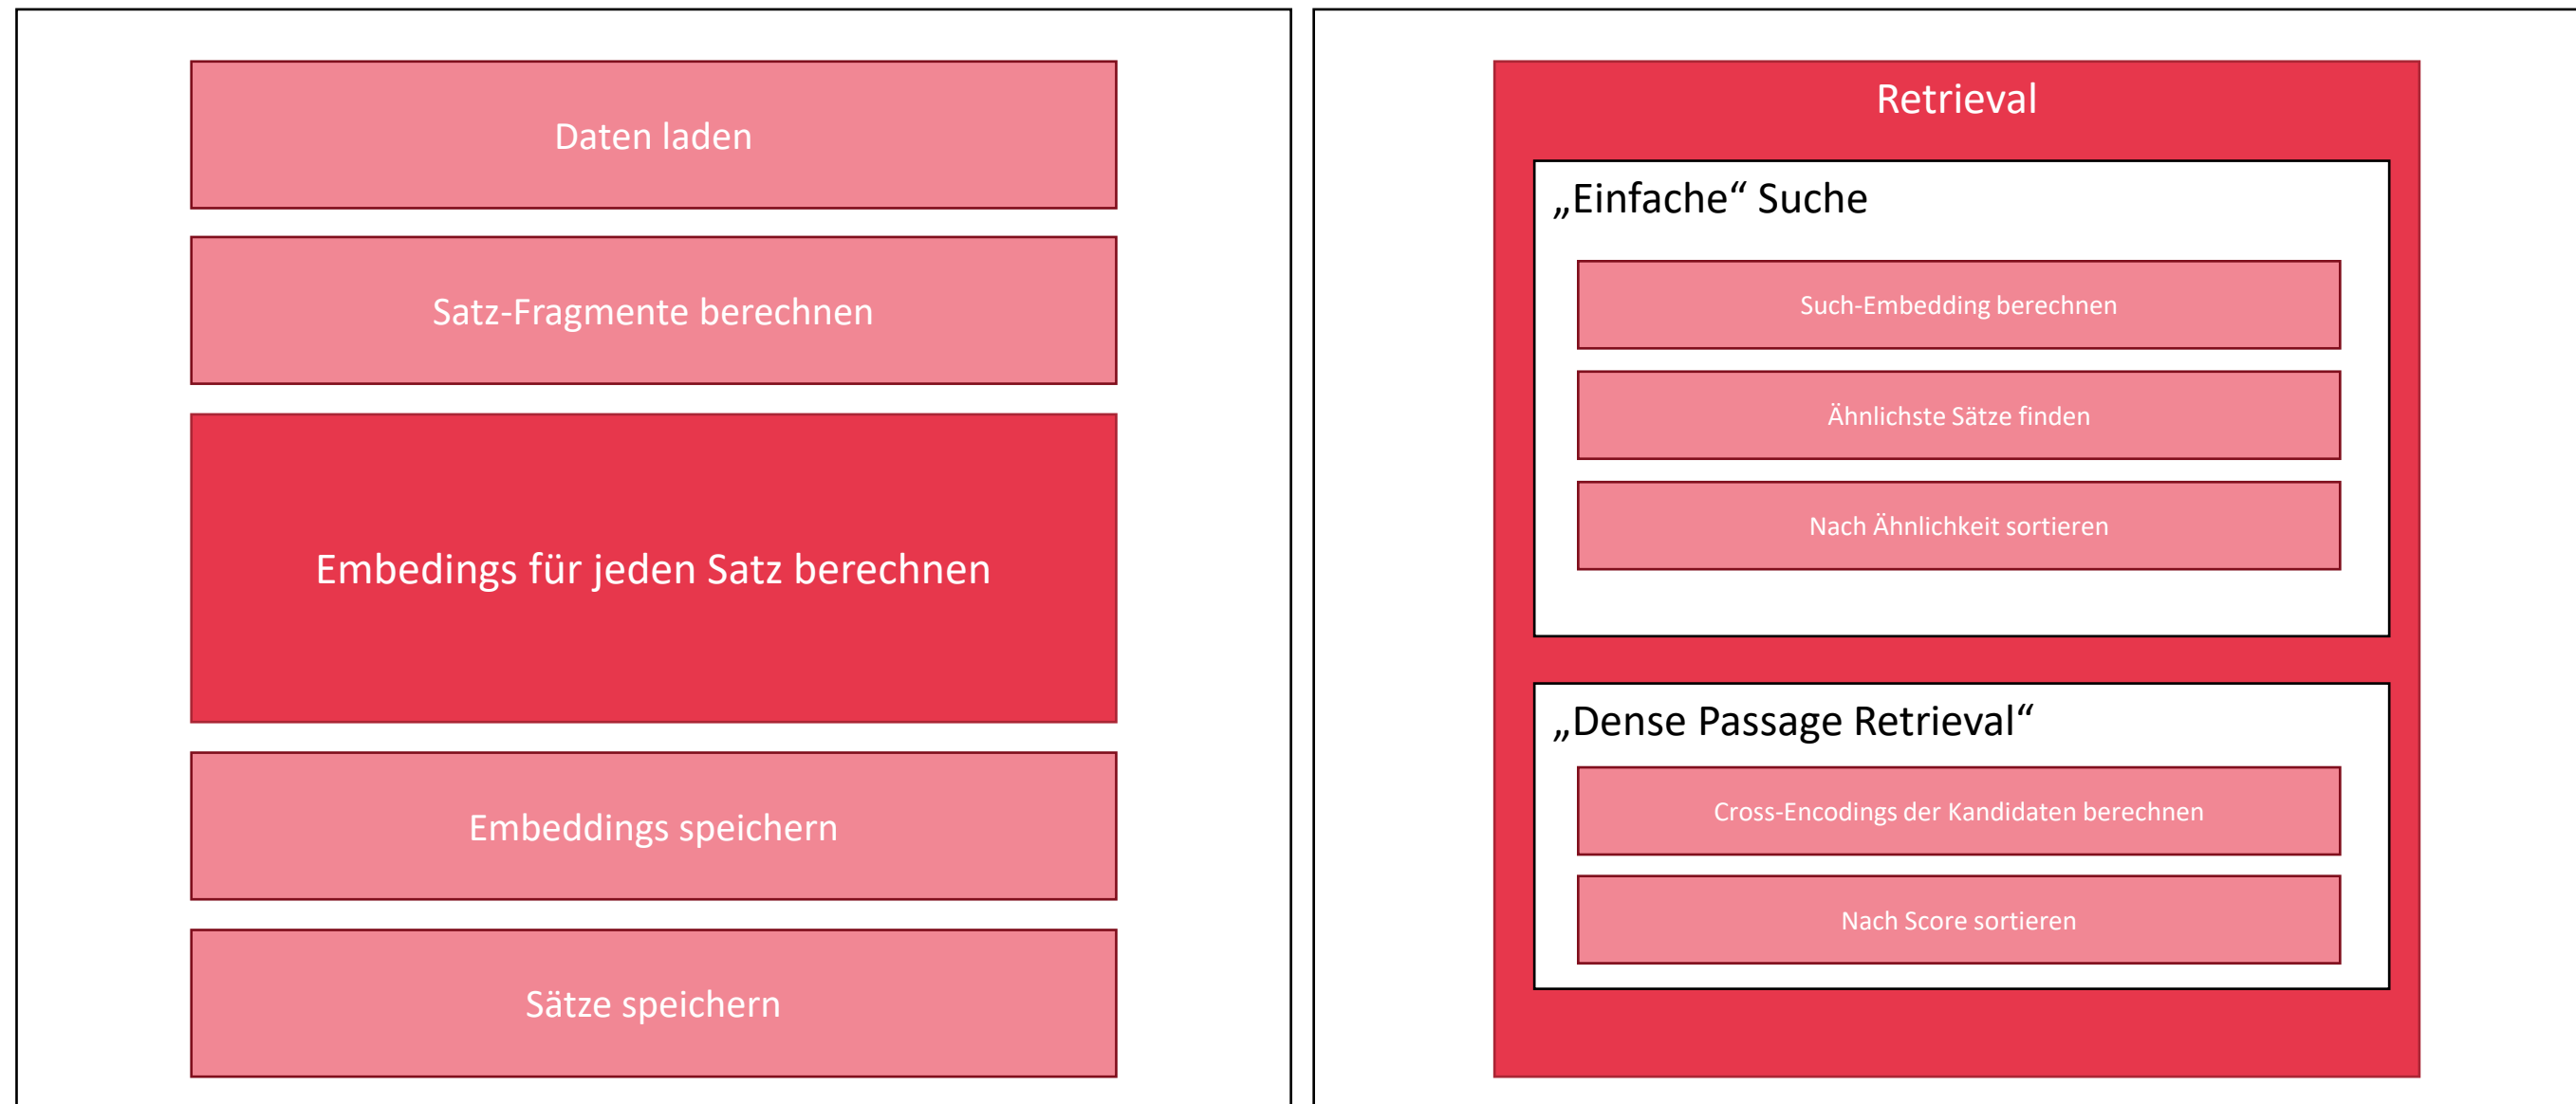 Daten laden
Satz-Fragmente berechnen
Embedings für jeden Satz berechnen
Embeddings speichern
Sätze speichern
Retrieval
„Einfache“ Suche
Such-Embedding berechnen
Ähnlichste Sätze finden
Nach Ähnlichkeit sortieren
„Dense Passage Retrieval“
Cross-Encodings der Kandidaten berechnen
Nach Score sortieren